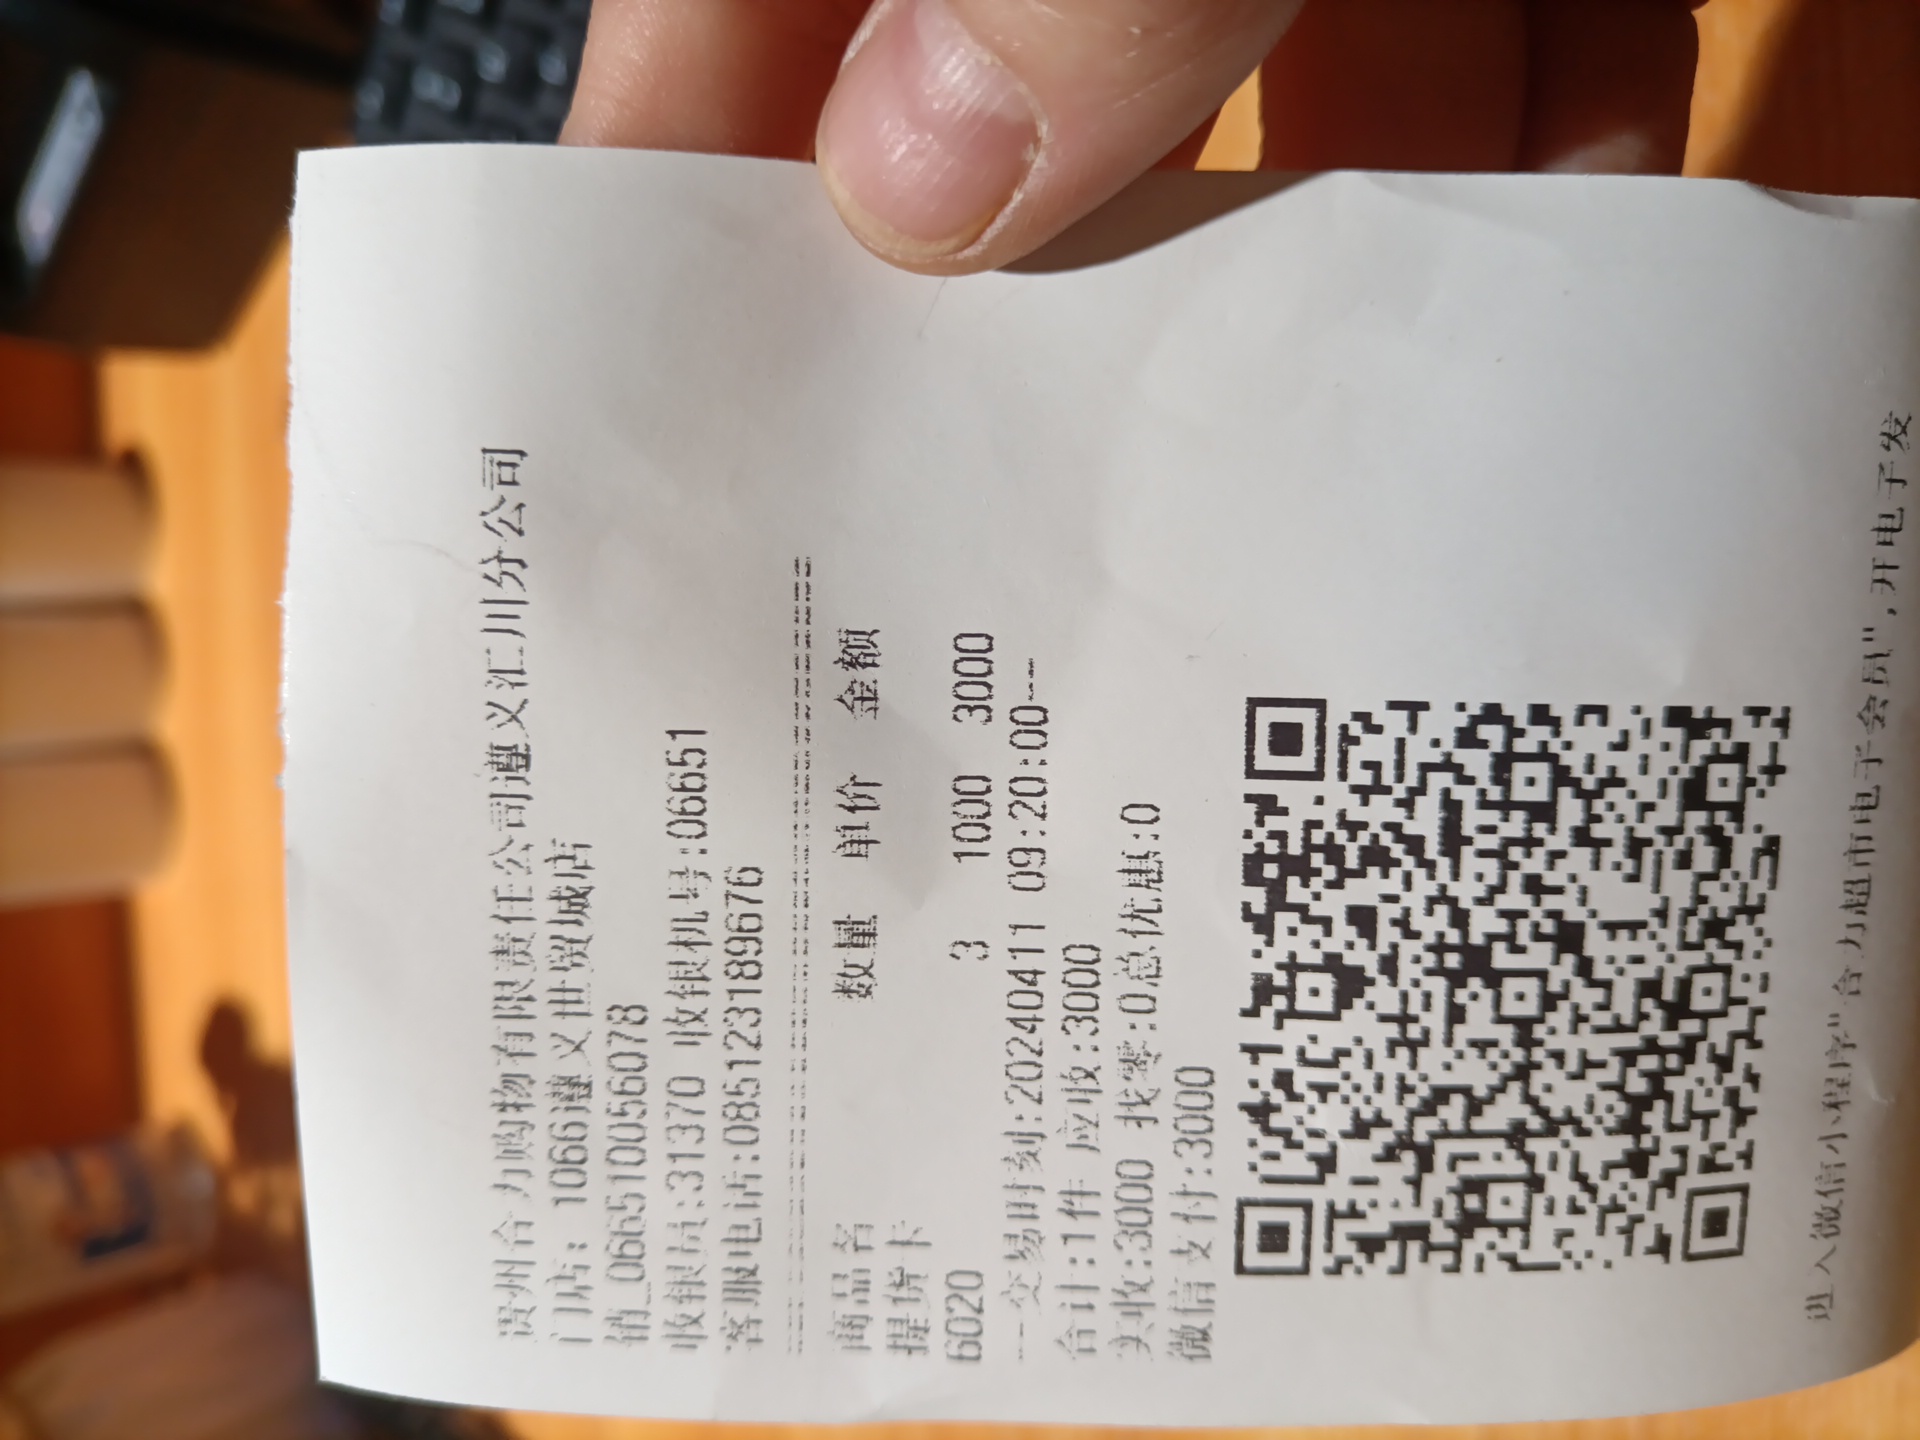 贵州合力购物有限责任公司遵义汇川分公司
门店：1066遵义世贸城店
销_066510056078
收银员:31370 收银机号:06651
客服电话:085123189676
商品名 数量 单价 金额
提货卡
6020 3 1000 3000
---交易时刻:20240411 09:20:00---
合计:1件 应收:3000
实收:3000 找零:0总优惠:0
微信支付:3000
进入微信小程序"合力超市电子会员",开电子发